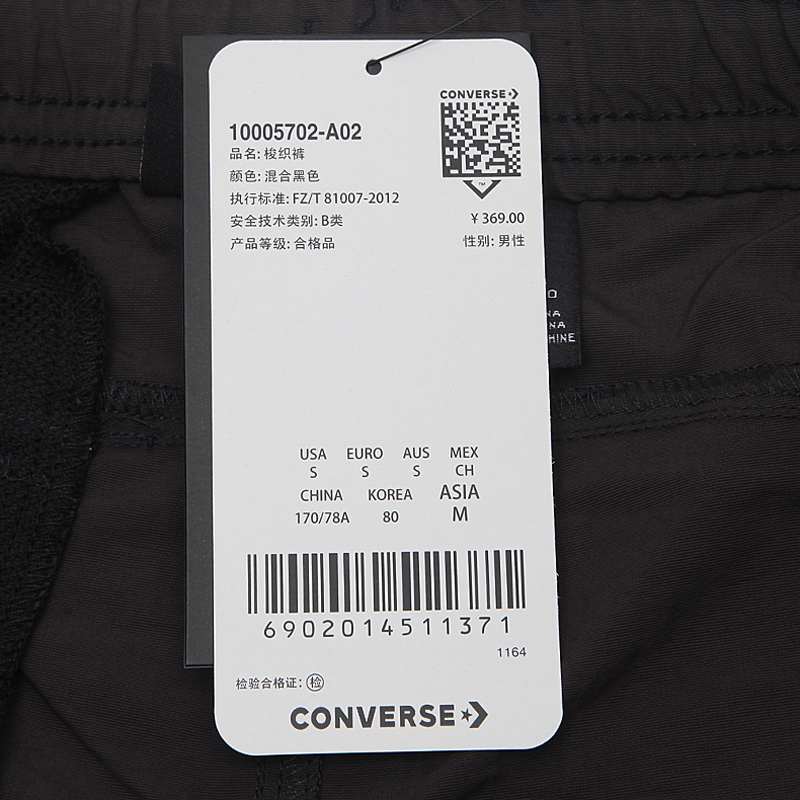 CONVERSE
10005702-A02
品名: 梭织裤
颜色: 混合黑色
执行标准: FZ/T 81007-2012
安全技术类别: B类
产品等级: 合格品
TM
¥ 369.00
性别: 男性
USA EURO AUS MEX
S S S CH
CHINA KOREA ASIA
170/78A 80 M
6902014511371
1164
检验合格证: 检
CONVERSE